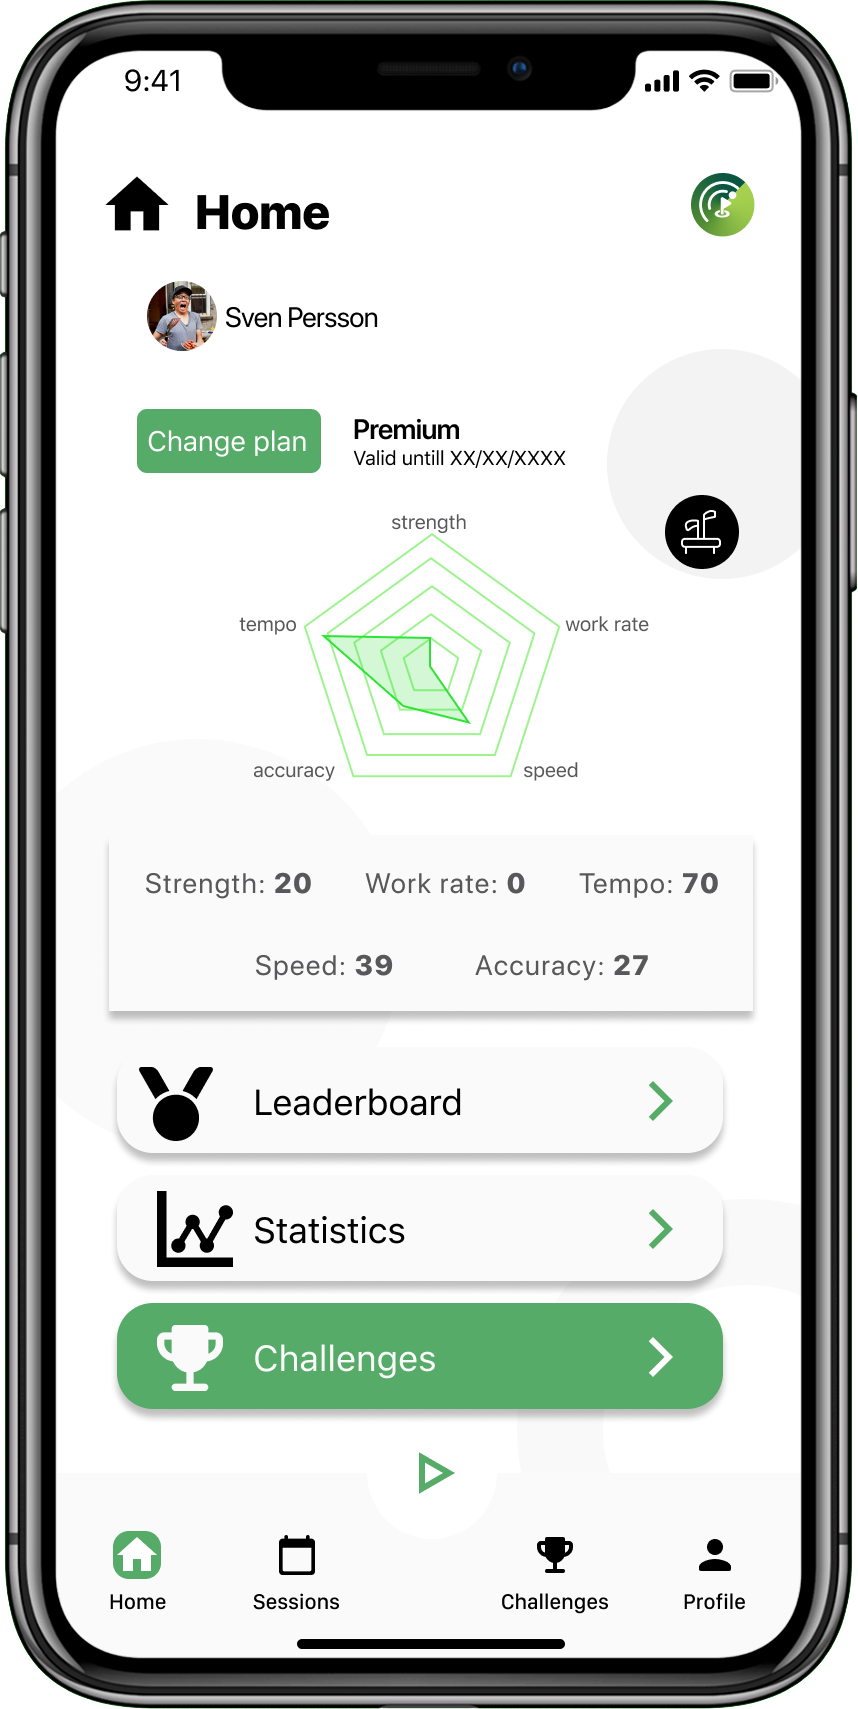 9:41
Home
Sven Persson
Change plan
Premium
Valid untill XX/XX/XXXX
strength
tempo
work rate
accuracy
speed
Strength: 20 Work rate: 0 Tempo: 70
Speed: 39 Accuracy: 27
Leaderboard
Statistics
Challenges
Home Sessions Challenges Profile